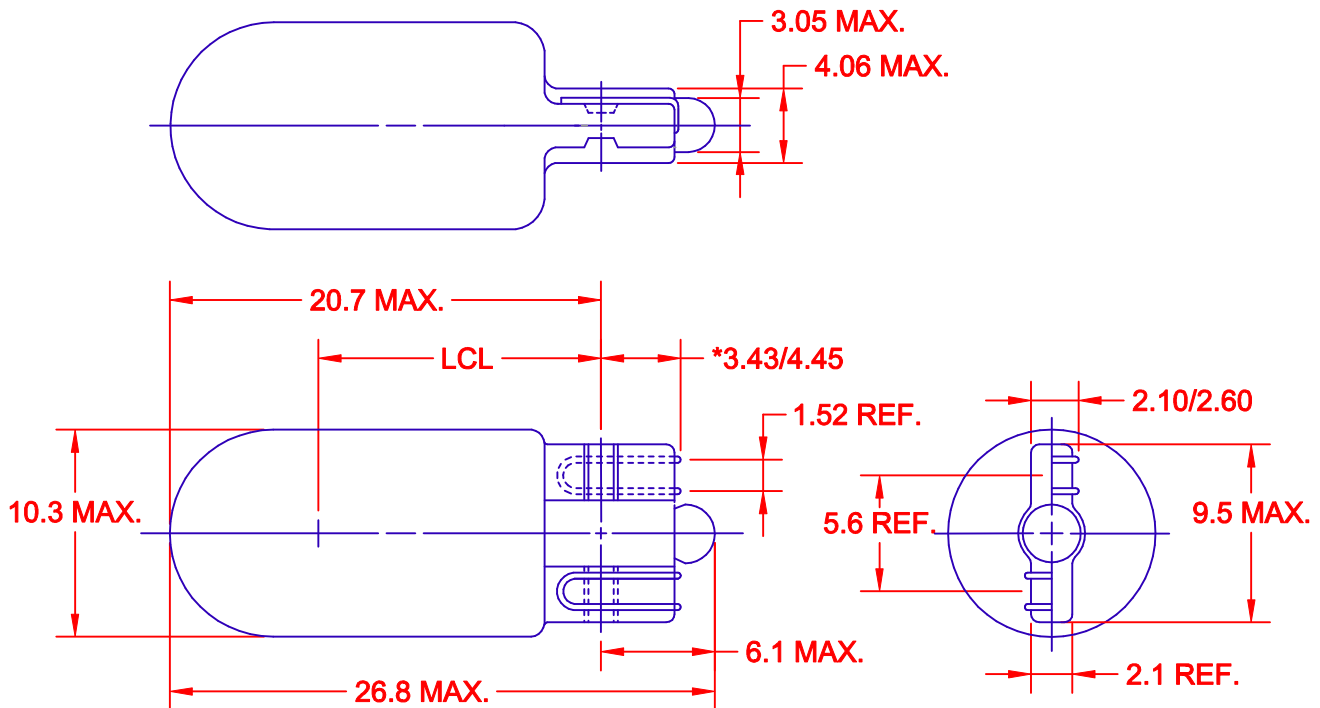 3.05 MAX.
4.06 MAX.
20.7 MAX.
LCL
*3.43/4.45
1.52 REF.
2.10/2.60
10.3 MAX.
5.6 REF.
9.5 MAX.
6.1 MAX.
26.8 MAX.
2.1 REF.